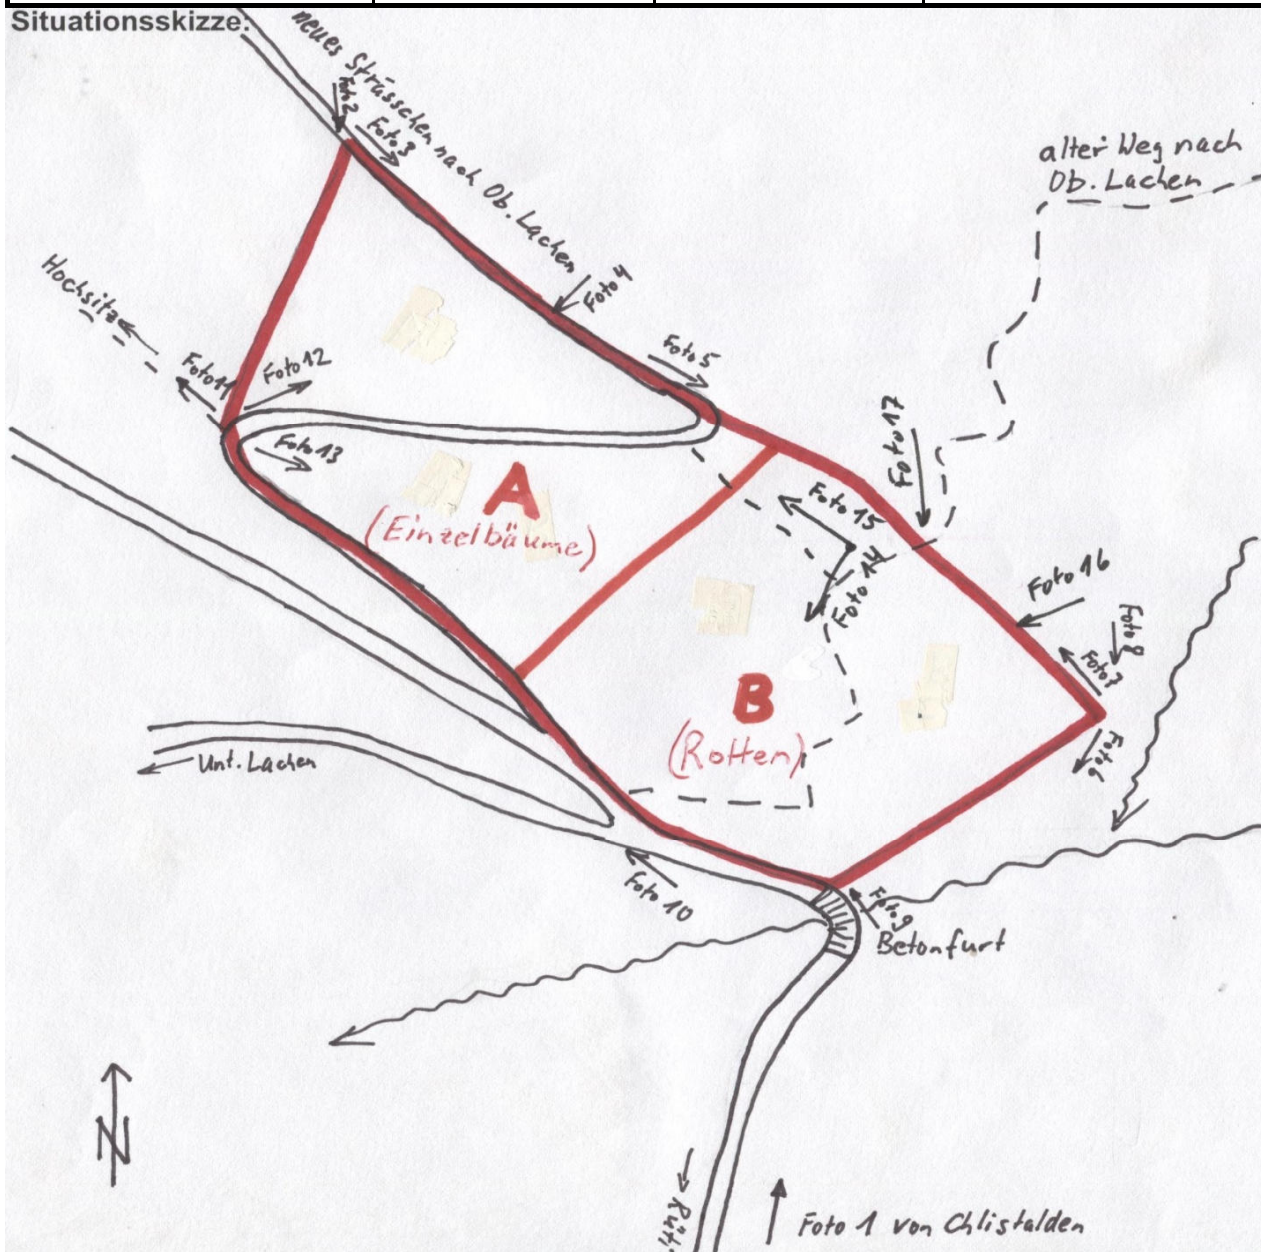 Situationsskizze:
neues Strässchen nach Ob. Lachen
Foto 2
Foto 3
alter Weg nach
Ob. Lachen
Hochsitz
Foto 4
Foto 5
Foto 11
Foto 12
Foto 17
Foto 13
A
(Einzelbäume)
Foto 15
Foto 14
Foto 16
Foto 8
Foto 7
B
(Rotten)
Foto 6
Unt. Lachen
Foto 10
Foto 9
Betonfurt
N
Rüti
Foto 1 von Chlistalden